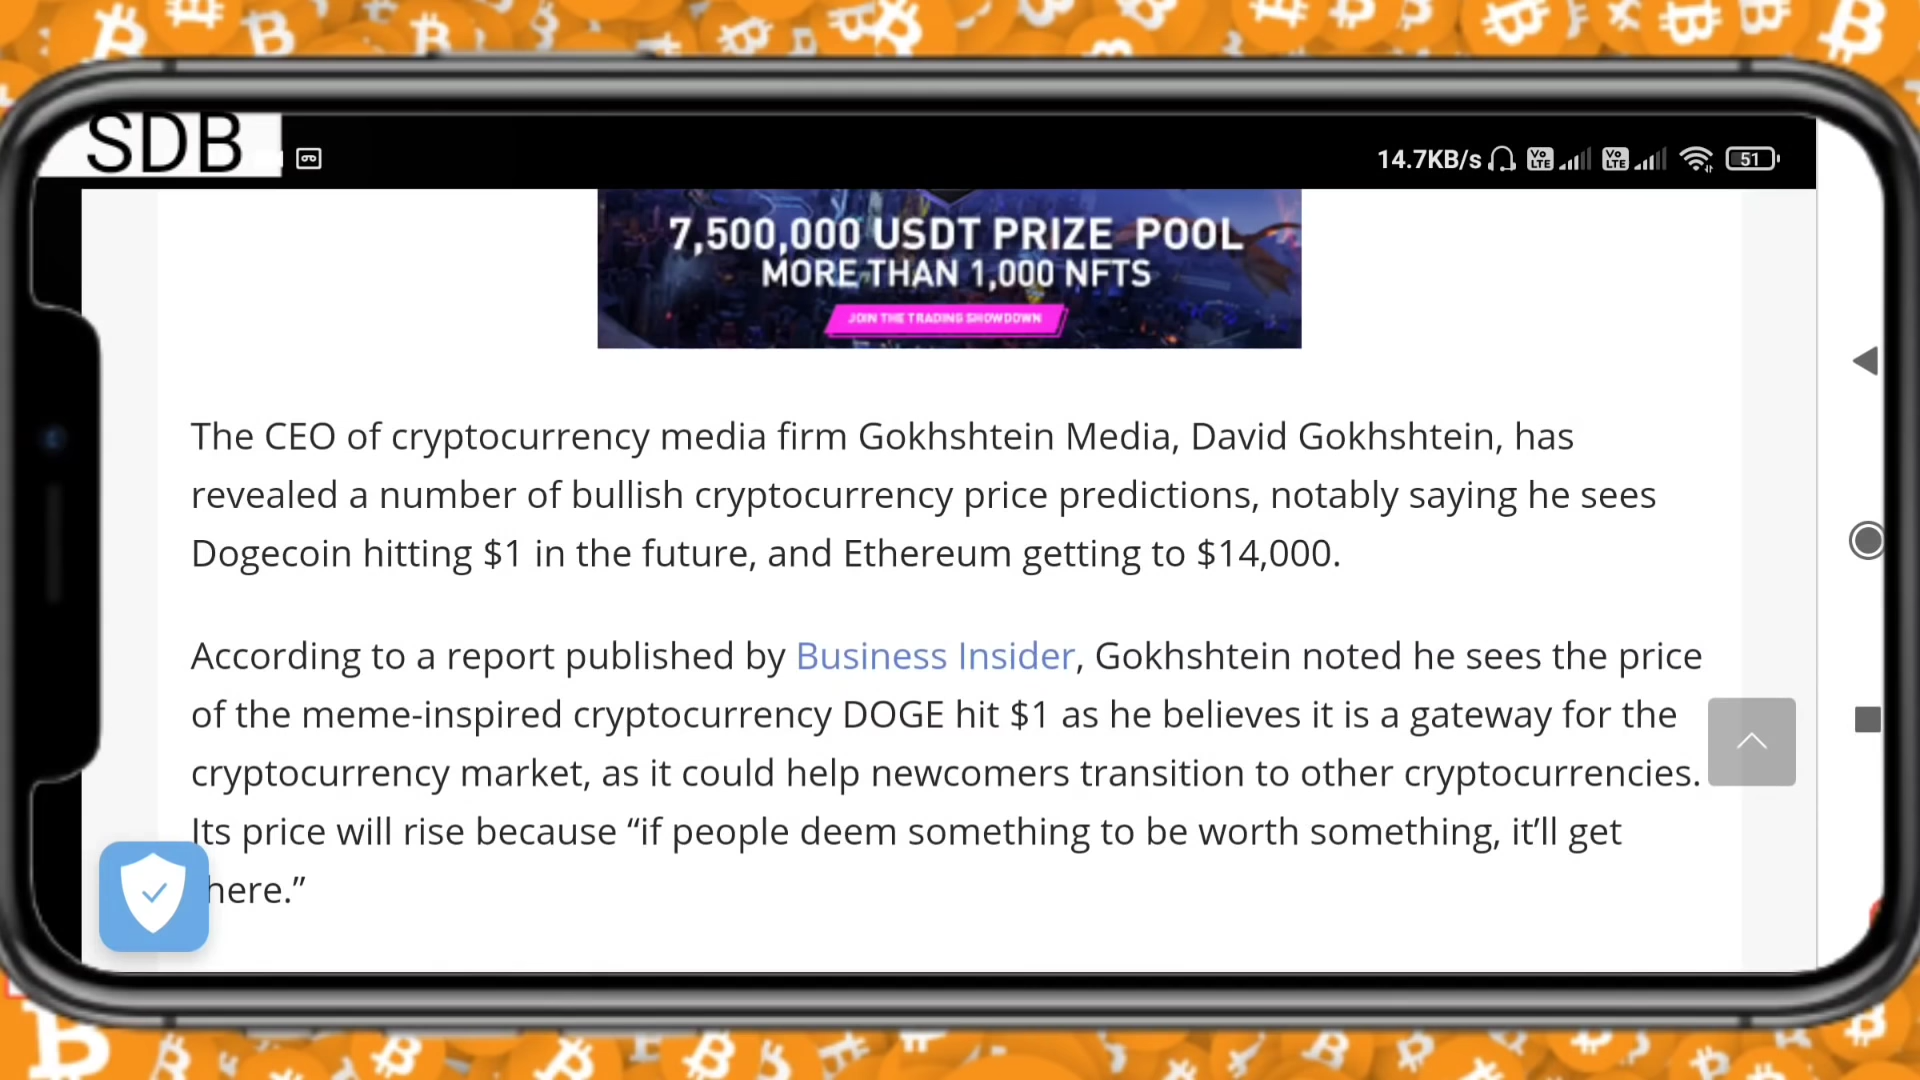 SDB
14.7KB/s
Vo LTE
Vo LTE
51
7,500,000 USDT PRIZE POOL
MORE THAN 1,000 NFTS
JOIN THE TRADING SHOWDOWN
The CEO of cryptocurrency media firm Gokhshtein Media, David Gokhshtein, has
revealed a number of bullish cryptocurrency price predictions, notably saying he sees
Dogecoin hitting $1 in the future, and Ethereum getting to $14,000.
According to a report published by Business Insider, Gokhshtein noted he sees the price
of the meme-inspired cryptocurrency DOGE hit $1 as he believes it is a gateway for the
cryptocurrency market, as it could help newcomers transition to other cryptocurrencies.
Its price will rise because “if people deem something to be worth something, it’ll get
here.”